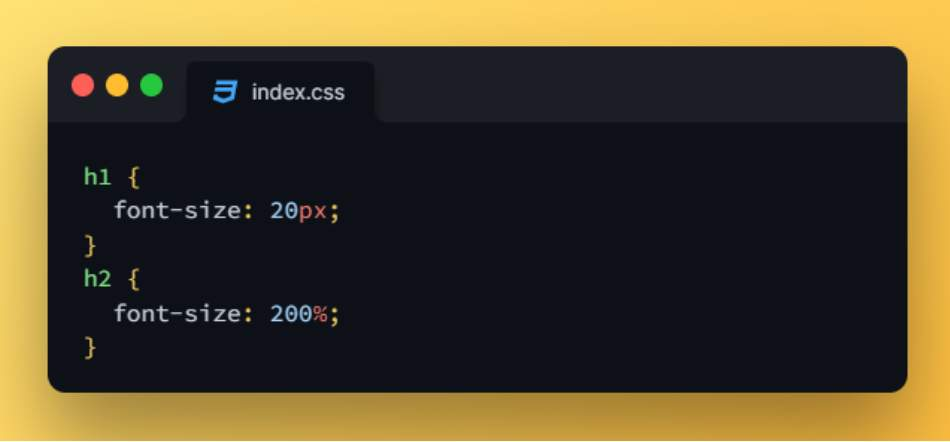 index.css
h1 {
  font-size: 20px;
}
h2 {
  font-size: 200%;
}